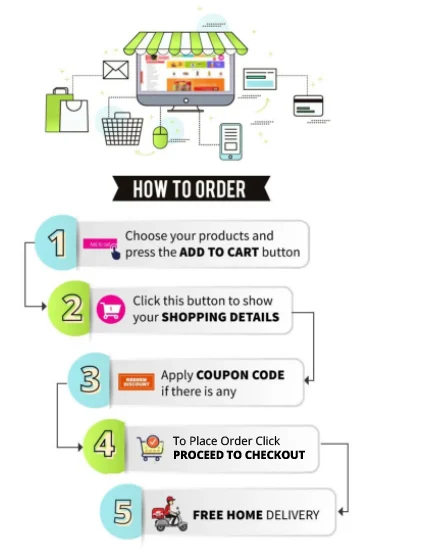 HOW TO ORDER
1
Choose your products and
press the ADD TO CART button
2
Click this button to show
your SHOPPING DETAILS
3
REDEEM
DISCOUNT
Apply COUPON CODE
if there is any
4
To Place Order Click
PROCEED TO CHECKOUT
5
FREE HOME DELIVERY